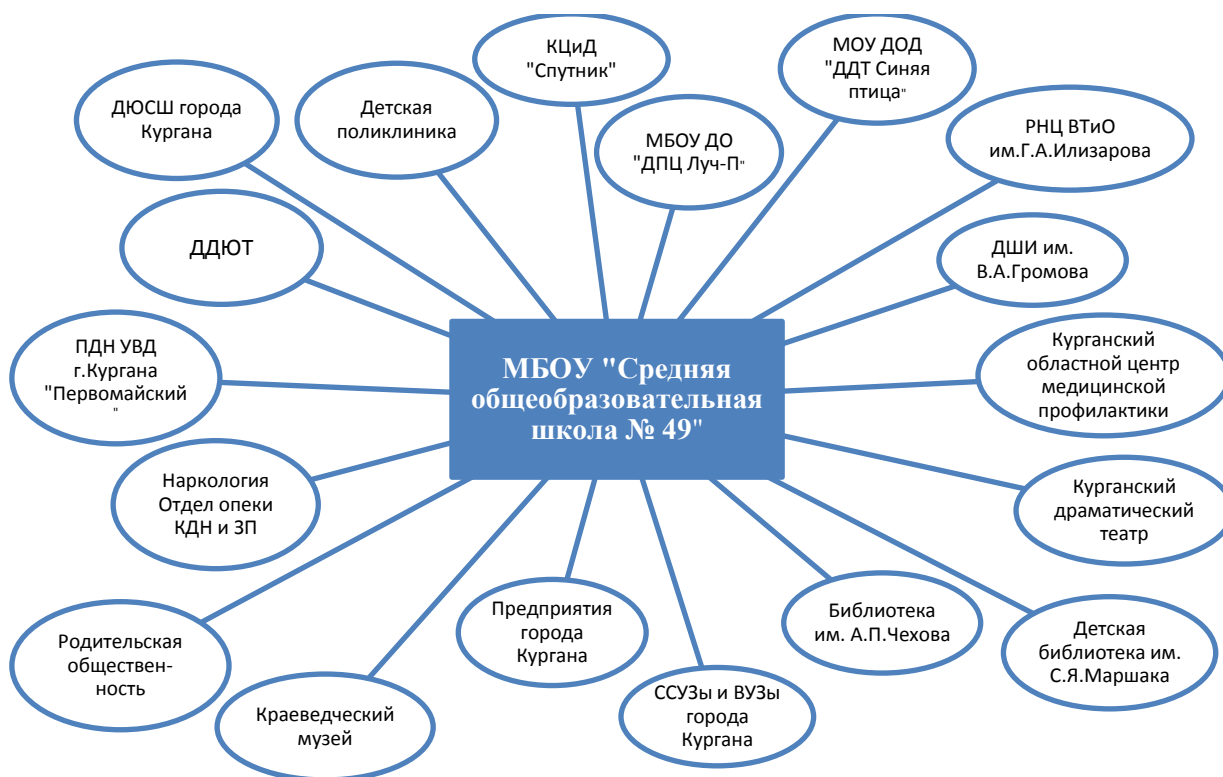 КЦиД
"Спутник"
МОУ ДОД
"ДДТ Синяя
птица"
ДЮСШ города
Кургана
Детская
поликлиника
МБОУ ДО
"ДПЦ Луч-П"
РНЦ ВТиО
им.Г.А.Илизарова
ДДЮТ
ДШИ им.
В.А.Громова
ПДН УВД
г.Кургана
"Первомайский
"
МБОУ "Средняя
общеобразовательная
школа № 49"
Курганский
областной центр
медицинской
профилактики
Наркология
Отдел опеки
КДН и ЗП
Курганский
драматический
театр
Родительская
обществен-
ность
Краеведческий
музей
Предприятия
города
Кургана
ССУЗы и ВУЗы
города
Кургана
Библиотека
им. А.П.Чехова
Детская
библиотека им.
С.Я.Маршака